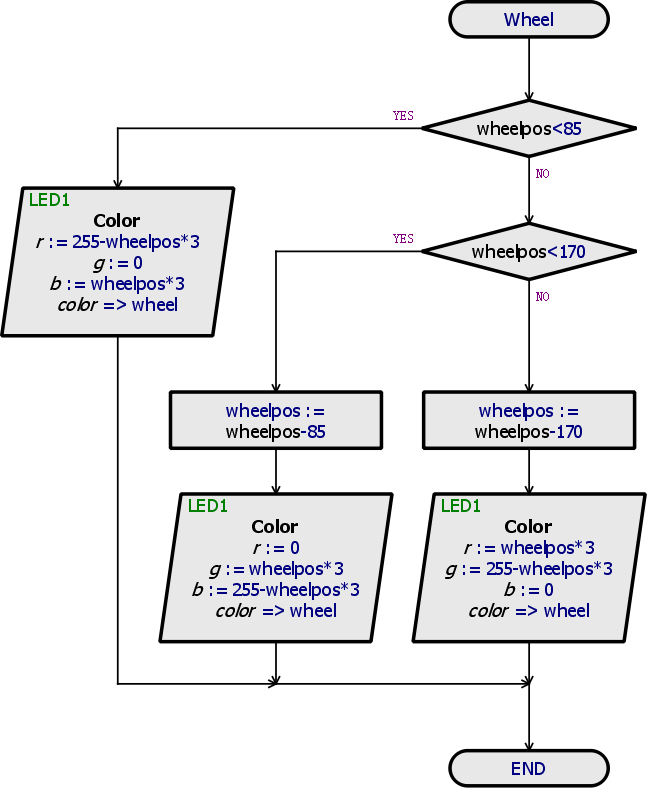 Wheel
YES
wheelpos<85
NO
LED1
Color
r := 255-wheelpos*3
g := 0
b := wheelpos*3
color => wheel
YES
wheelpos<170
NO
wheelpos :=
wheelpos-85
wheelpos :=
wheelpos-170
LED1
Color
r := 0
g := wheelpos*3
b := 255-wheelpos*3
color => wheel
LED1
Color
r := wheelpos*3
g := 255-wheelpos*3
b := 0
color => wheel
END